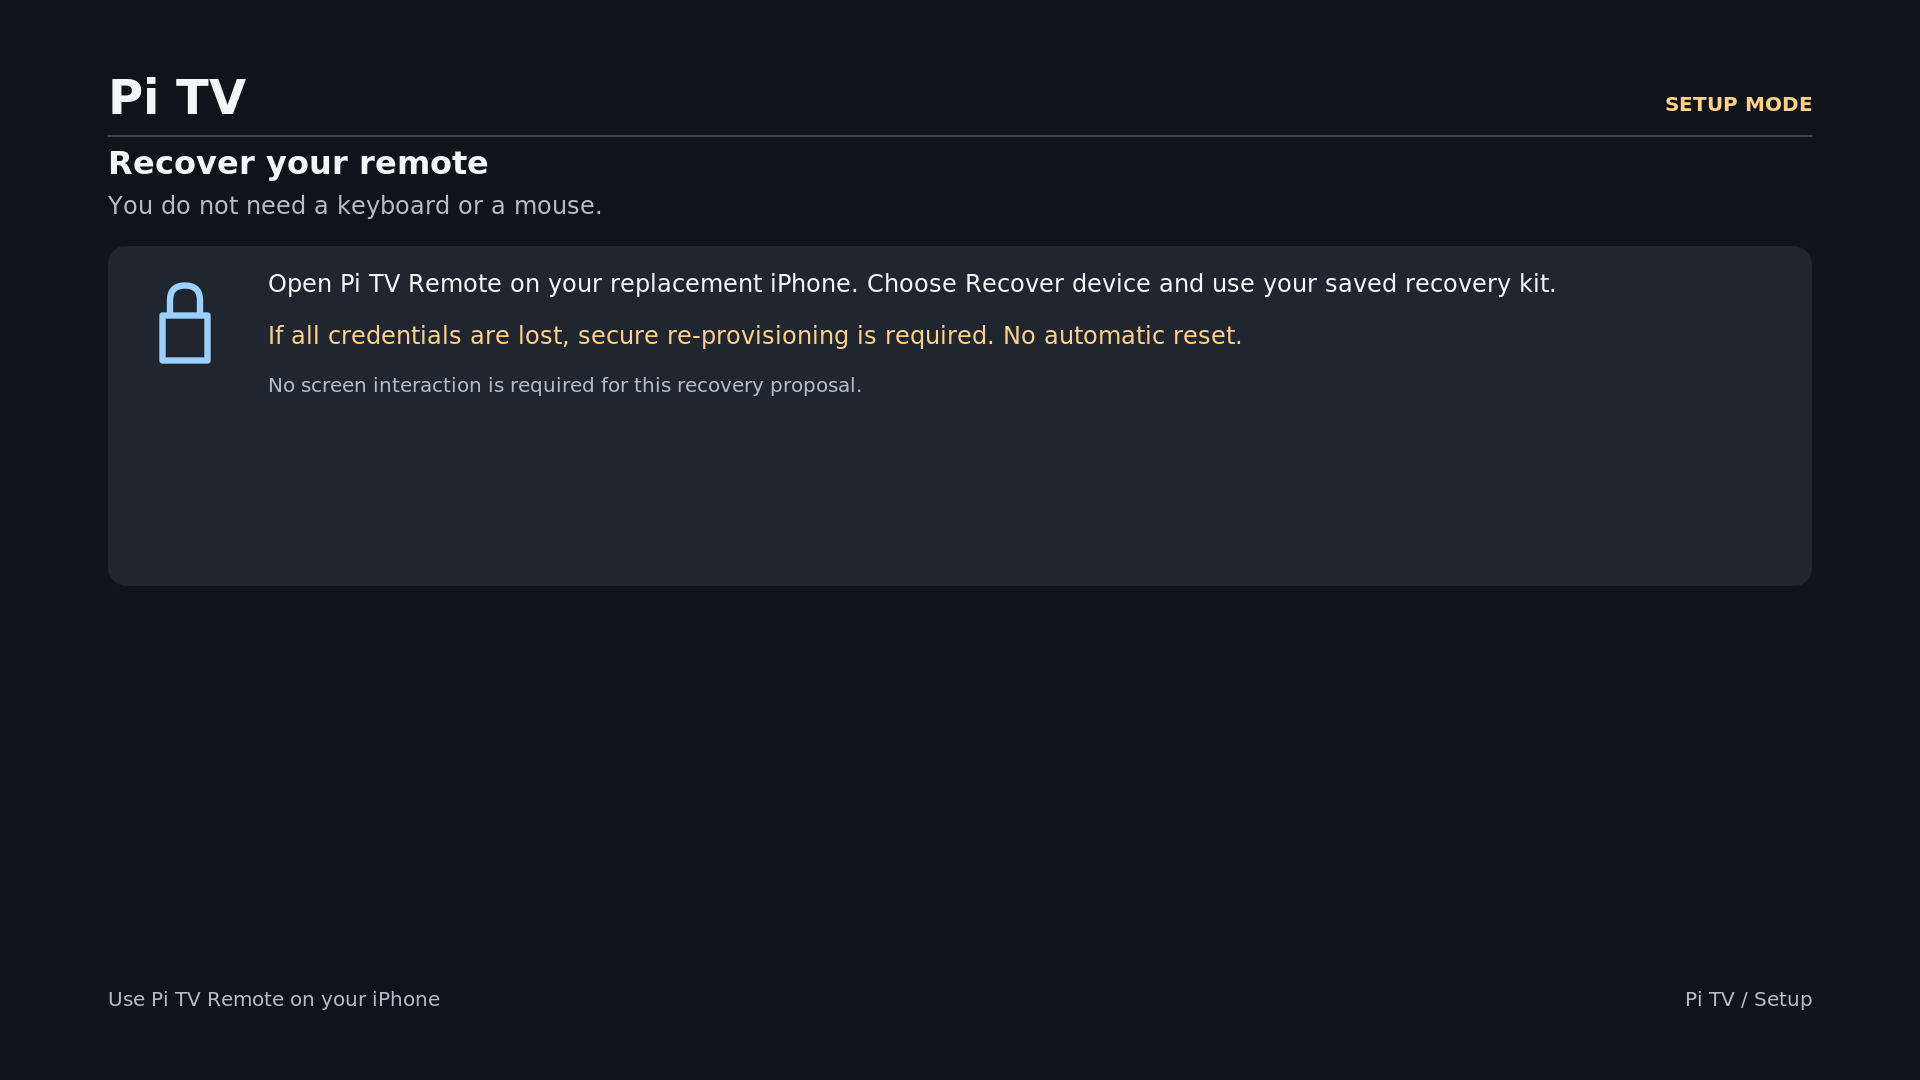 Pi TV
SETUP MODE
Recover your remote
You do not need a keyboard or a mouse.
Open Pi TV Remote on your replacement iPhone. Choose Recover device and use your saved recovery kit.
If all credentials are lost, secure re-provisioning is required. No automatic reset.
No screen interaction is required for this recovery proposal.
Use Pi TV Remote on your iPhone
Pi TV / Setup